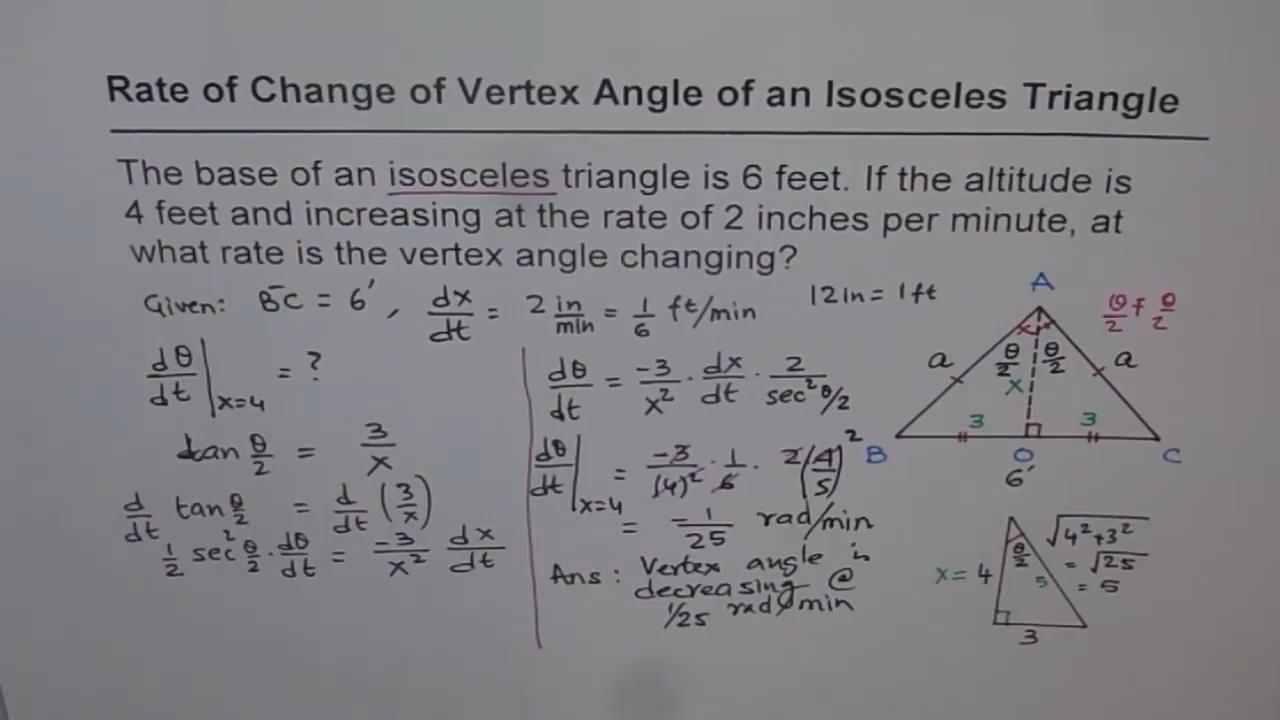 Rate of Change of Vertex Angle of an Isosceles Triangle
The base of an isosceles triangle is 6 feet. If the altitude is
4 feet and increasing at the rate of 2 inches per minute, at
what rate is the vertex angle changing?
Given: BC = 6', dx/dt = 2 in/min = 1/6 ft/min
12in = 1ft
dθ/dt |x=4 = ?
tan θ/2 = 3/x
d/dt tan θ/2 = d/dt (3/x)
1/2 sec² θ/2 · dθ/dt = -3/x² dx/dt
dθ/dt = -3/x² · dx/dt · 2/sec² θ/2
dθ/dt |x=4 = -3/(4)² · 1/6 · 2(4/5)²
= -1/25 rad/min
Ans: Vertex angle is
decreasing @
1/25 rad/min
A
θ/2 θ/2
a θ/2 θ/2 a
x
3 3
B O C
6'
x = 4 θ/2 5 √4²+3²
= √25
= 5
3